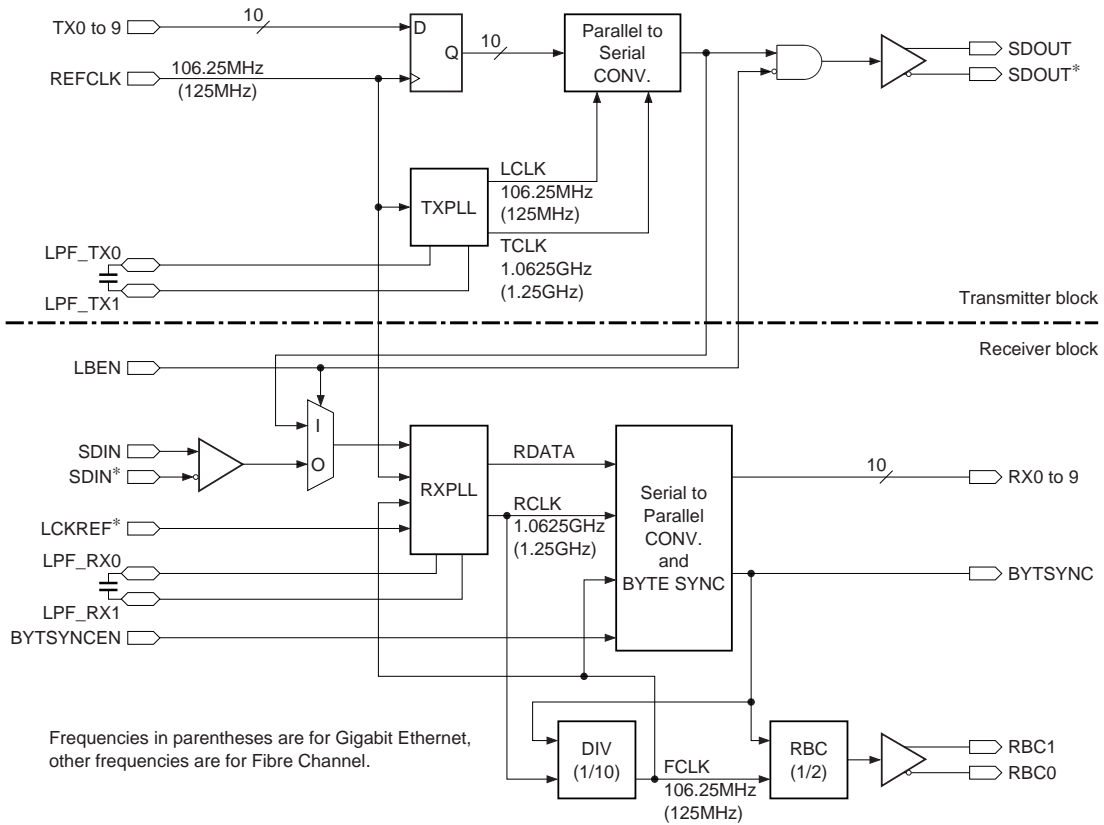 TX0 to 9
10
D
Q
10
Parallel to
Serial
CONV.
SDOUT
SDOUT*
REFCLK
106.25MHz
(125MHz)
TXPLL
LCLK
106.25MHz
(125MHz)
TCLK
1.0625GHz
(1.25GHz)
LPF_TX0
LPF_TX1
Transmitter block
Receiver block
LBEN
I
O
SDIN
SDIN*
RXPLL
RDATA
RCLK
1.0625GHz
(1.25GHz)
Serial to
Parallel
CONV.
and
BYTE SYNC
10
RX0 to 9
LCKREF*
LPF_RX0
LPF_RX1
BYTSYNC
BYTSYNCEN
Frequencies in parentheses are for Gigabit Ethernet,
other frequencies are for Fibre Channel.
DIV
(1/10)
FCLK
106.25MHz
(125MHz)
RBC
(1/2)
RBC1
RBC0